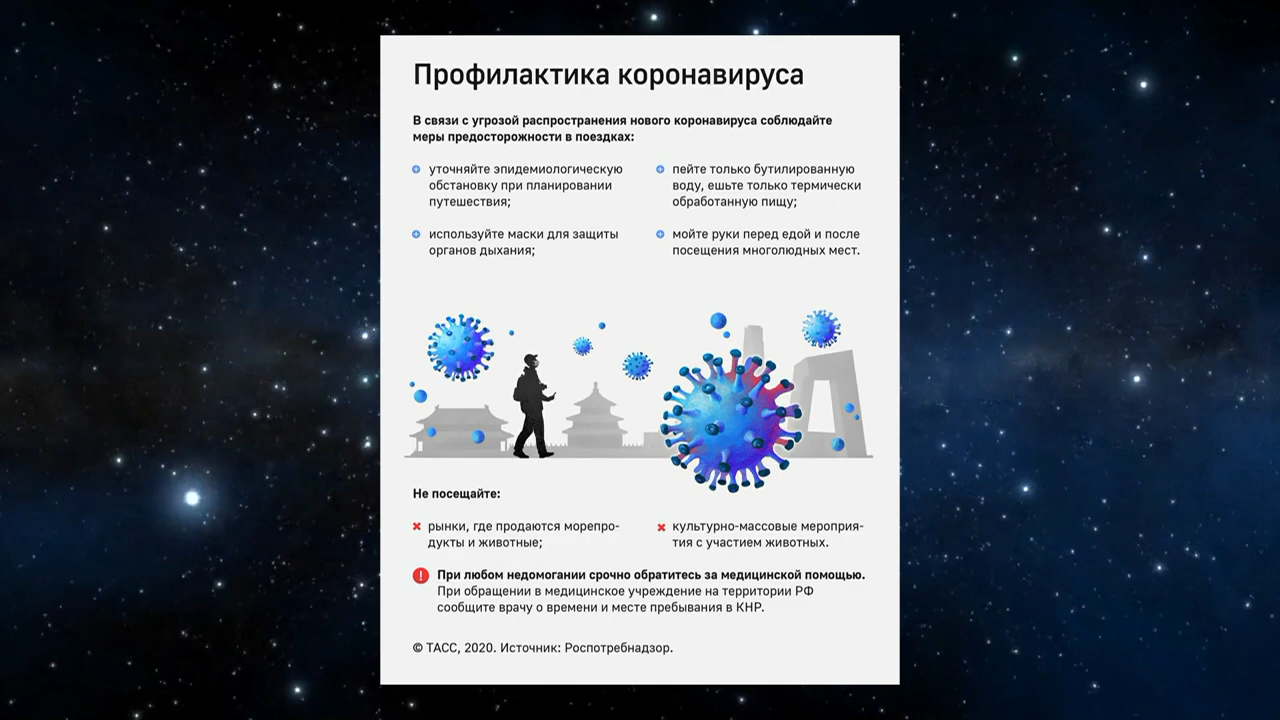 Профилактика коронавируса
В связи с угрозой распространения нового коронавируса соблюдайте
меры предосторожности в поездках:
уточняйте эпидемиологическую
обстановку при планировании
путешествия;
используйте маски для защиты
органов дыхания;
пейте только бутилированную
воду, ешьте только термически
обработанную пищу;
мойте руки перед едой и после
посещения многолюдных мест.
Не посещайте:
рынки, где продаются морепро-
дукты и животные;
культурно-массовые мероприя-
тия с участием животных.
При любом недомогании срочно обратитесь за медицинской помощью.
При обращении в медицинское учреждение на территории РФ
сообщите врачу о времени и месте пребывания в КНР.
© ТАСС, 2020. Источник: Роспотребнадзор.